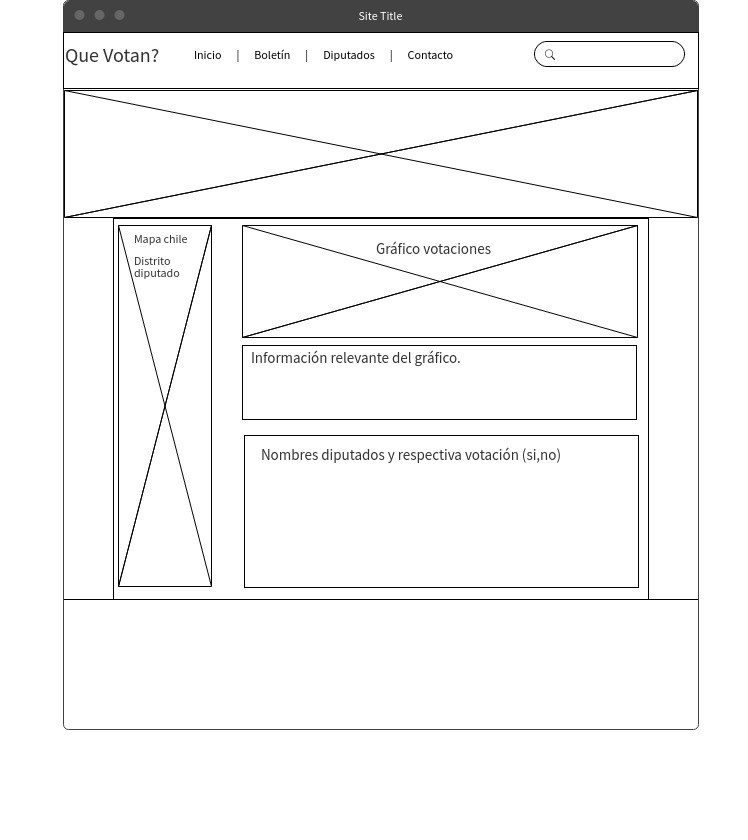 Site Title
Que Votan?
Inicio | Boletín | Diputados | Contacto
Mapa chile
Distrito
diputado
Gráfico votaciones
Información relevante del gráfico.
Nombres diputados y respectiva votación (si,no)